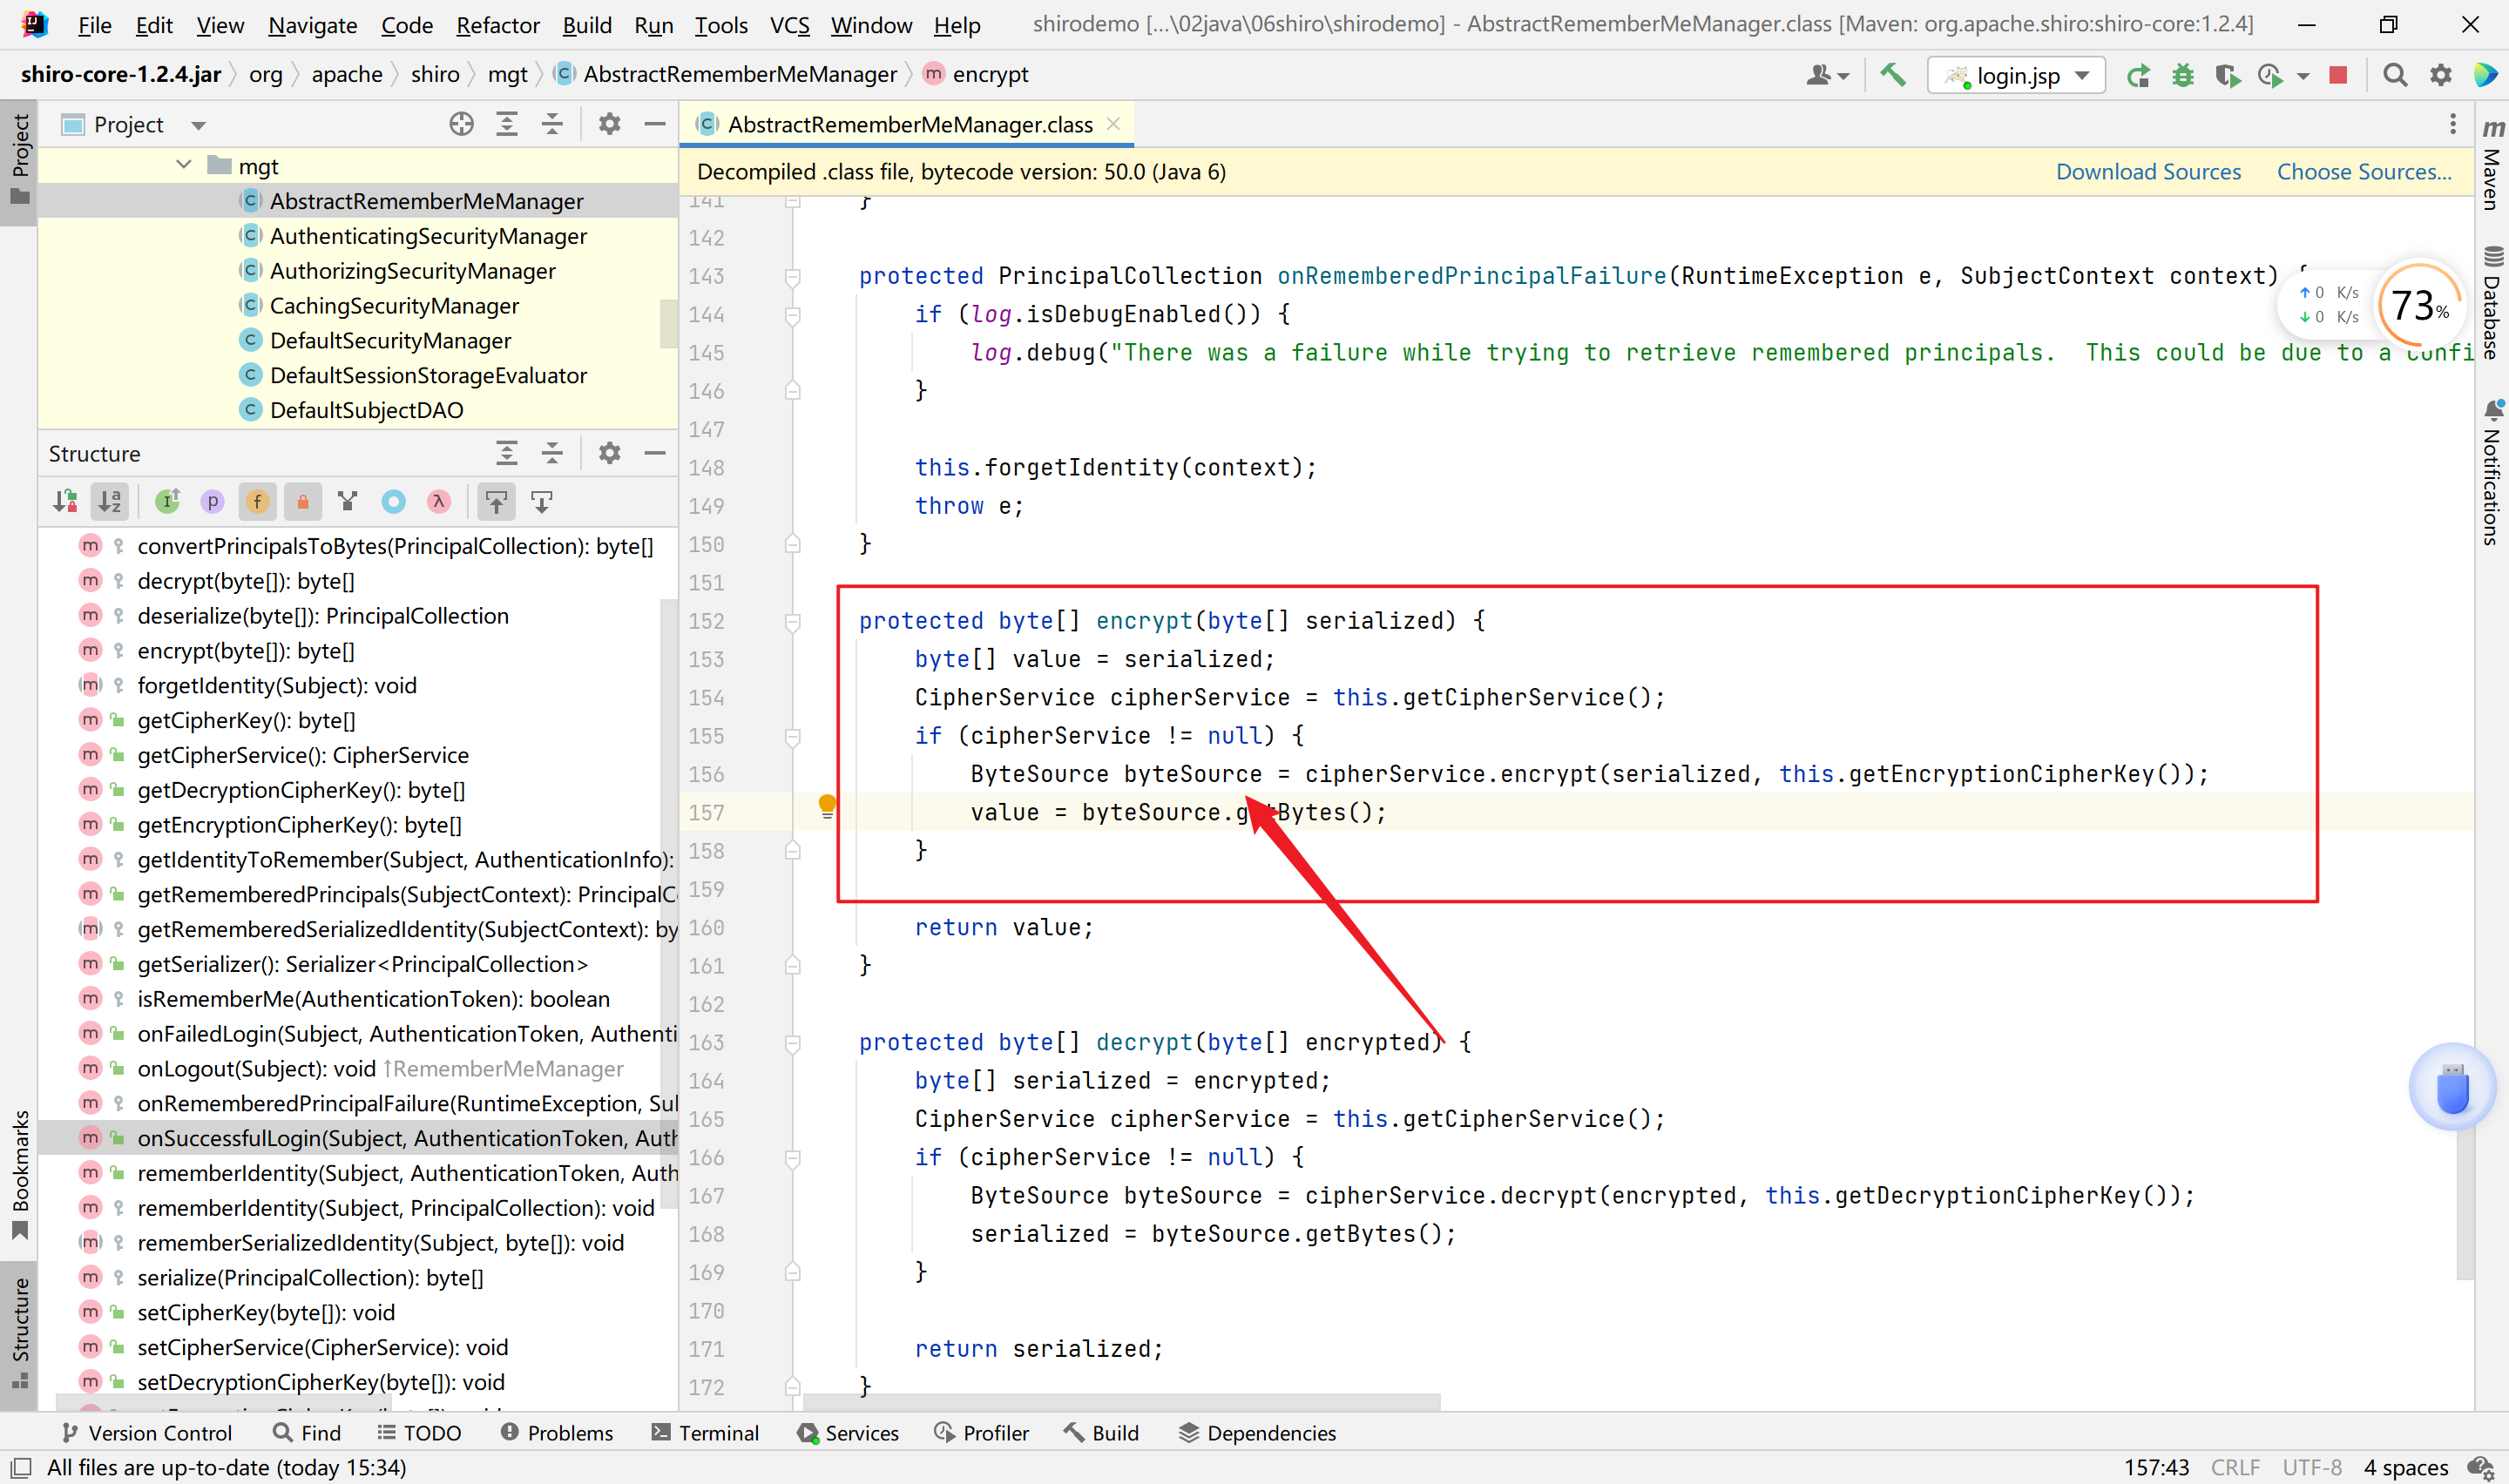 File Edit View Navigate Code Refactor Build Run Tools VCS Window Help shirodemo [...\02java\06shiro\shirodemo] - AbstractRememberMeManager.class [Maven: org.apache.shiro:shiro-core:1.2.4]
shiro-core-1.2.4.jar org apache shiro mgt AbstractRememberMeManager encrypt login.jsp
Project
AbstractRememberMeManager.class
mgt
AbstractRememberMeManager
AuthenticatingSecurityManager
AuthorizingSecurityManager
CachingSecurityManager
DefaultSecurityManager
DefaultSessionStorageEvaluator
DefaultSubjectDAO
Structure
convertPrincipalsToBytes(PrincipalCollection): byte[]
decrypt(byte[]): byte[]
deserialize(byte[]): PrincipalCollection
encrypt(byte[]): byte[]
forgetIdentity(Subject): void
getCipherKey(): byte[]
getCipherService(): CipherService
getDecryptionCipherKey(): byte[]
getEncryptionCipherKey(): byte[]
getIdentityToRemember(Subject, AuthenticationInfo):
getRememberedPrincipals(SubjectContext): PrincipalC
getRememberedSerializedIdentity(SubjectContext): by
getSerializer(): Serializer<PrincipalCollection>
isRememberMe(AuthenticationToken): boolean
onFailedLogin(Subject, AuthenticationToken, Authenti
onLogout(Subject): void ↑RememberMeManager
onRememberedPrincipalFailure(RuntimeException, Sul
onSuccessfulLogin(Subject, AuthenticationToken, Auth
rememberIdentity(Subject, AuthenticationToken, Auth
rememberIdentity(Subject, PrincipalCollection): void
rememberSerializedIdentity(Subject, byte[]): void
serialize(PrincipalCollection): byte[]
setCipherKey(byte[]): void
setCipherService(CipherService): void
setDecryptionCipherKey(byte[]): void
Decompiled .class file, bytecode version: 50.0 (Java 6) Download Sources Choose Sources...
141 }
142
143 protected PrincipalCollection onRememberedPrincipalFailure(RuntimeException e, SubjectContext context) {
144 if (log.isDebugEnabled()) {
145 log.debug("There was a failure while trying to retrieve remembered principals.  This could be due to a confi
146 }
147
148 this.forgetIdentity(context);
149 throw e;
150 }
151
152 protected byte[] encrypt(byte[] serialized) {
153 byte[] value = serialized;
154 CipherService cipherService = this.getCipherService();
155 if (cipherService != null) {
156 ByteSource byteSource = cipherService.encrypt(serialized, this.getEncryptionCipherKey());
157 value = byteSource.getBytes();
158 }
159
160 return value;
161 }
162
163 protected byte[] decrypt(byte[] encrypted) {
164 byte[] serialized = encrypted;
165 CipherService cipherService = this.getCipherService();
166 if (cipherService != null) {
167 ByteSource byteSource = cipherService.decrypt(encrypted, this.getDecryptionCipherKey());
168 serialized = byteSource.getBytes();
169 }
170
171 return serialized;
172 }
↑ 0 K/s
↓ 0 K/s
73%
Project
Bookmarks
Structure
Maven
Database
Notifications
Version Control Find TODO Problems Terminal Services Profiler Build Dependencies
All files are up-to-date (today 15:34) 157:43 CRLF UTF-8 4 spaces